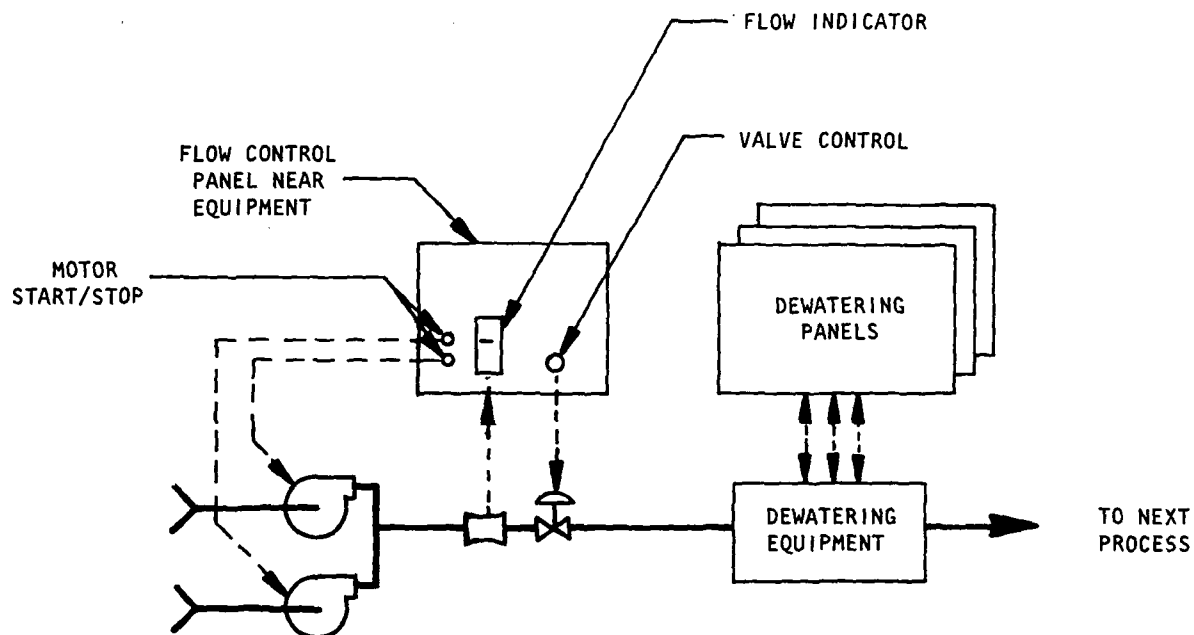 FLOW INDICATOR
VALVE CONTROL
FLOW CONTROL
PANEL NEAR
EQUIPMENT
MOTOR
START/STOP
DEWATERING
PANELS
DEWATERING
EQUIPMENT
TO NEXT
PROCESS